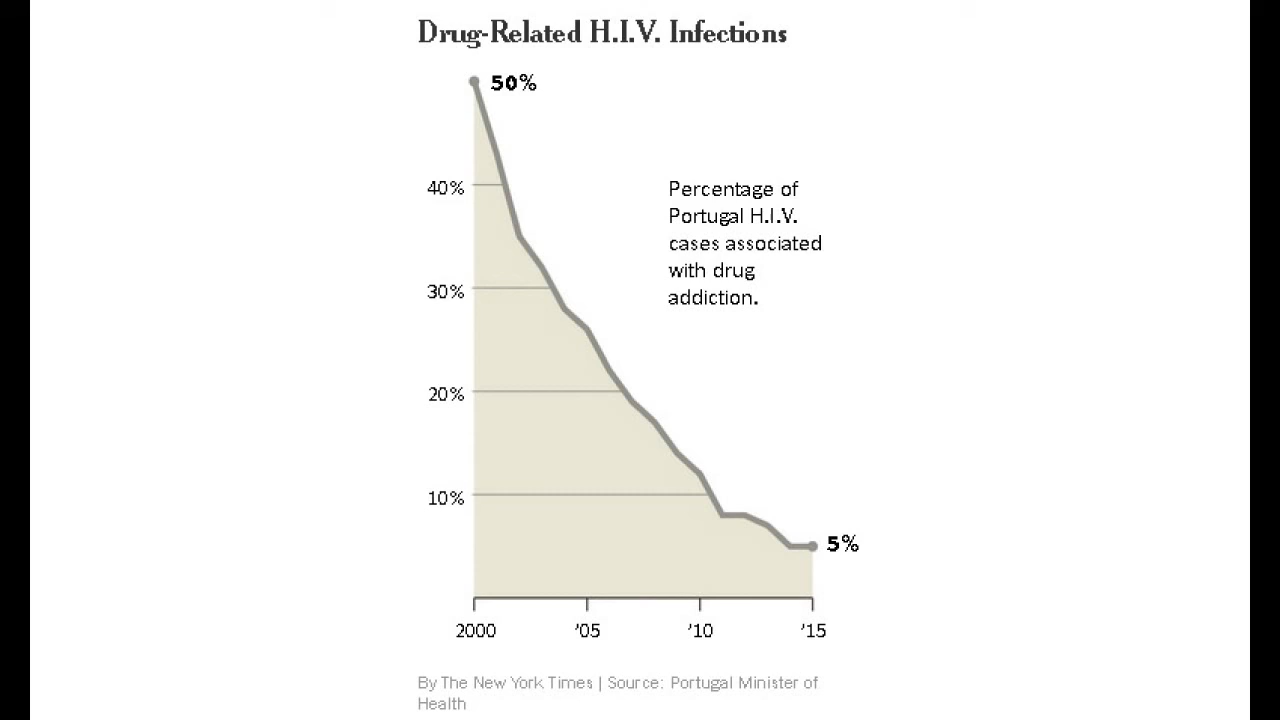 Drug-Related H.I.V. Infections
50%
40%
Percentage of
Portugal H.I.V.
cases associated
with drug
addiction.
30%
20%
10%
5%
2000 ’05 ’10 ’15
By The New York Times | Source: Portugal Minister of
Health